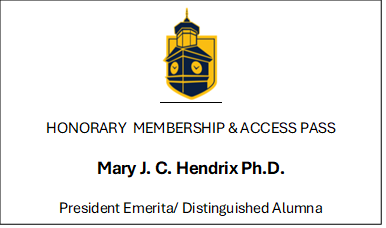 HONORARY MEMBERSHIP & ACCESS PASS
Mary J. C. Hendrix Ph.D.
President Emerita/ Distinguished Alumna